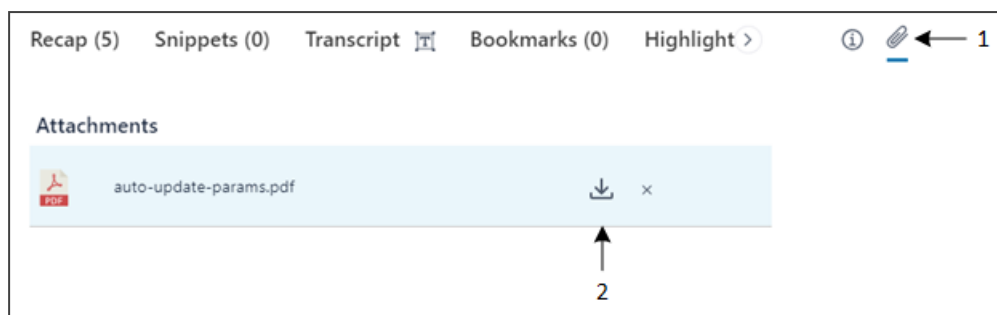 Recap (5) Snippets (0) Transcript T Bookmarks (0) Highlight > i 1
Attachments
PDF auto-update-params.pdf ×
2